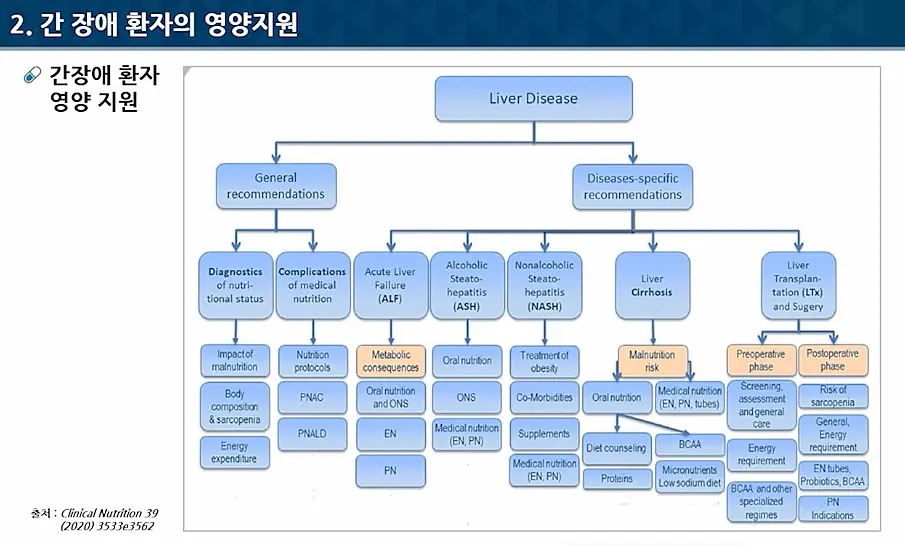 2. 간 장애 환자의 영양지원
간장애 환자
영양 지원
Liver Disease
General
recommendations
Diseases-specific
recommendations
Diagnostics
of nutri-
tional status
Complications
of medical
nutrition
Acute Liver
Failure
(ALF)
Alcoholic
Steato-
hepatitis
(ASH)
Nonalcoholic
Steato-
hepatitis
(NASH)
Liver
Cirrhosis
Liver
Transplan-
tation (LTx)
and Sugery
Impact of
malnutrition
Body
composition
& sarcopenia
Energy
expenditure
Nutrition
protocols
PNAC
PNALD
Metabolic
consequences
Oral nutrition
and ONS
EN
PN
Oral nutrition
ONS
Medical nutrition
(EN, PN)
Treatment of
obesity
Co-Morbidities
Supplements
Medical nutrition
(EN, PN)
Malnutrition
risk
Oral nutrition
Medical nutrition
(EN, PN, tubes)
Diet counseling
Proteins
BCAA
Micronutrients
Low sodium diet
Preoperative
phase
Screening,
assessment
and general
care
Energy
requirement
BCAA and other
specialized
regimes
Postoperative
phase
Risk of
sarcopenia
General,
Energy
requirement
EN tubes,
Probiotics, BCAA
PN
Indications
출처 : Clinical Nutrition 39
(2020) 3533e3562